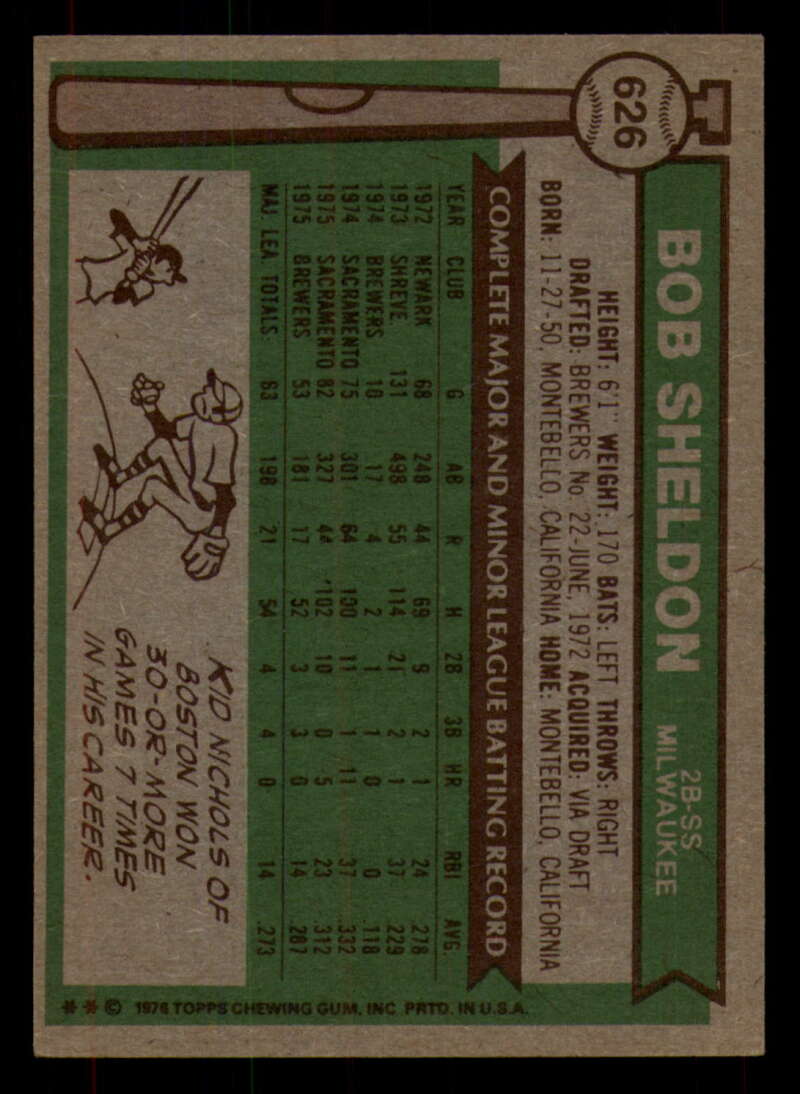 626
BOB SHELDON
2B-SS
MILWAUKEE
HEIGHT: 6'1" WEIGHT: 170 BATS: LEFT THROWS: RIGHT
DRAFTED: BREWERS No. 22-JUNE, 1972 ACQUIRED: VIA DRAFT
BORN: 11-27-50, MONTEBELLO, CALIFORNIA HOME: MONTEBELLO, CALIFORNIA
COMPLETE MAJOR AND MINOR LEAGUE BATTING RECORD
YEAR CLUB G AB R H 2B 3B HR RBI AVG.
1972 NEWARK 68 248 44 69 9 2 1 24 .278
1973 SHREVE. 131 498 55 114 21 2 1 37 .229
1974 BREWERS 10 17 4 2 1 1 0 0 .118
1974 SACRAMENTO 75 301 64 100 11 1 11 37 .332
1975 SACRAMENTO 82 327 44 102 10 0 5 23 .312
1975 BREWERS 53 181 17 52 3 3 0 14 .287
MAJ. LEA. TOTALS 63 198 21 54 4 4 0 14 .273
KID NICHOLS OF
BOSTON WON
30-OR-MORE
GAMES 7 TIMES
IN HIS CAREER.
** © 1976 TOPPS CHEWING GUM, INC. PRTD. IN U.S.A.